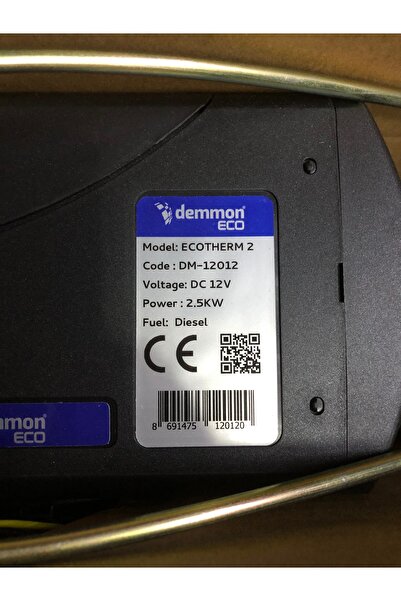 demmon
ECO
Model: ECOTHERM 2
Code : DM-12012
Voltage: DC 12V
Power : 2.5KW
Fuel: Diesel
CE
8 691475 120120
mmon
ECO